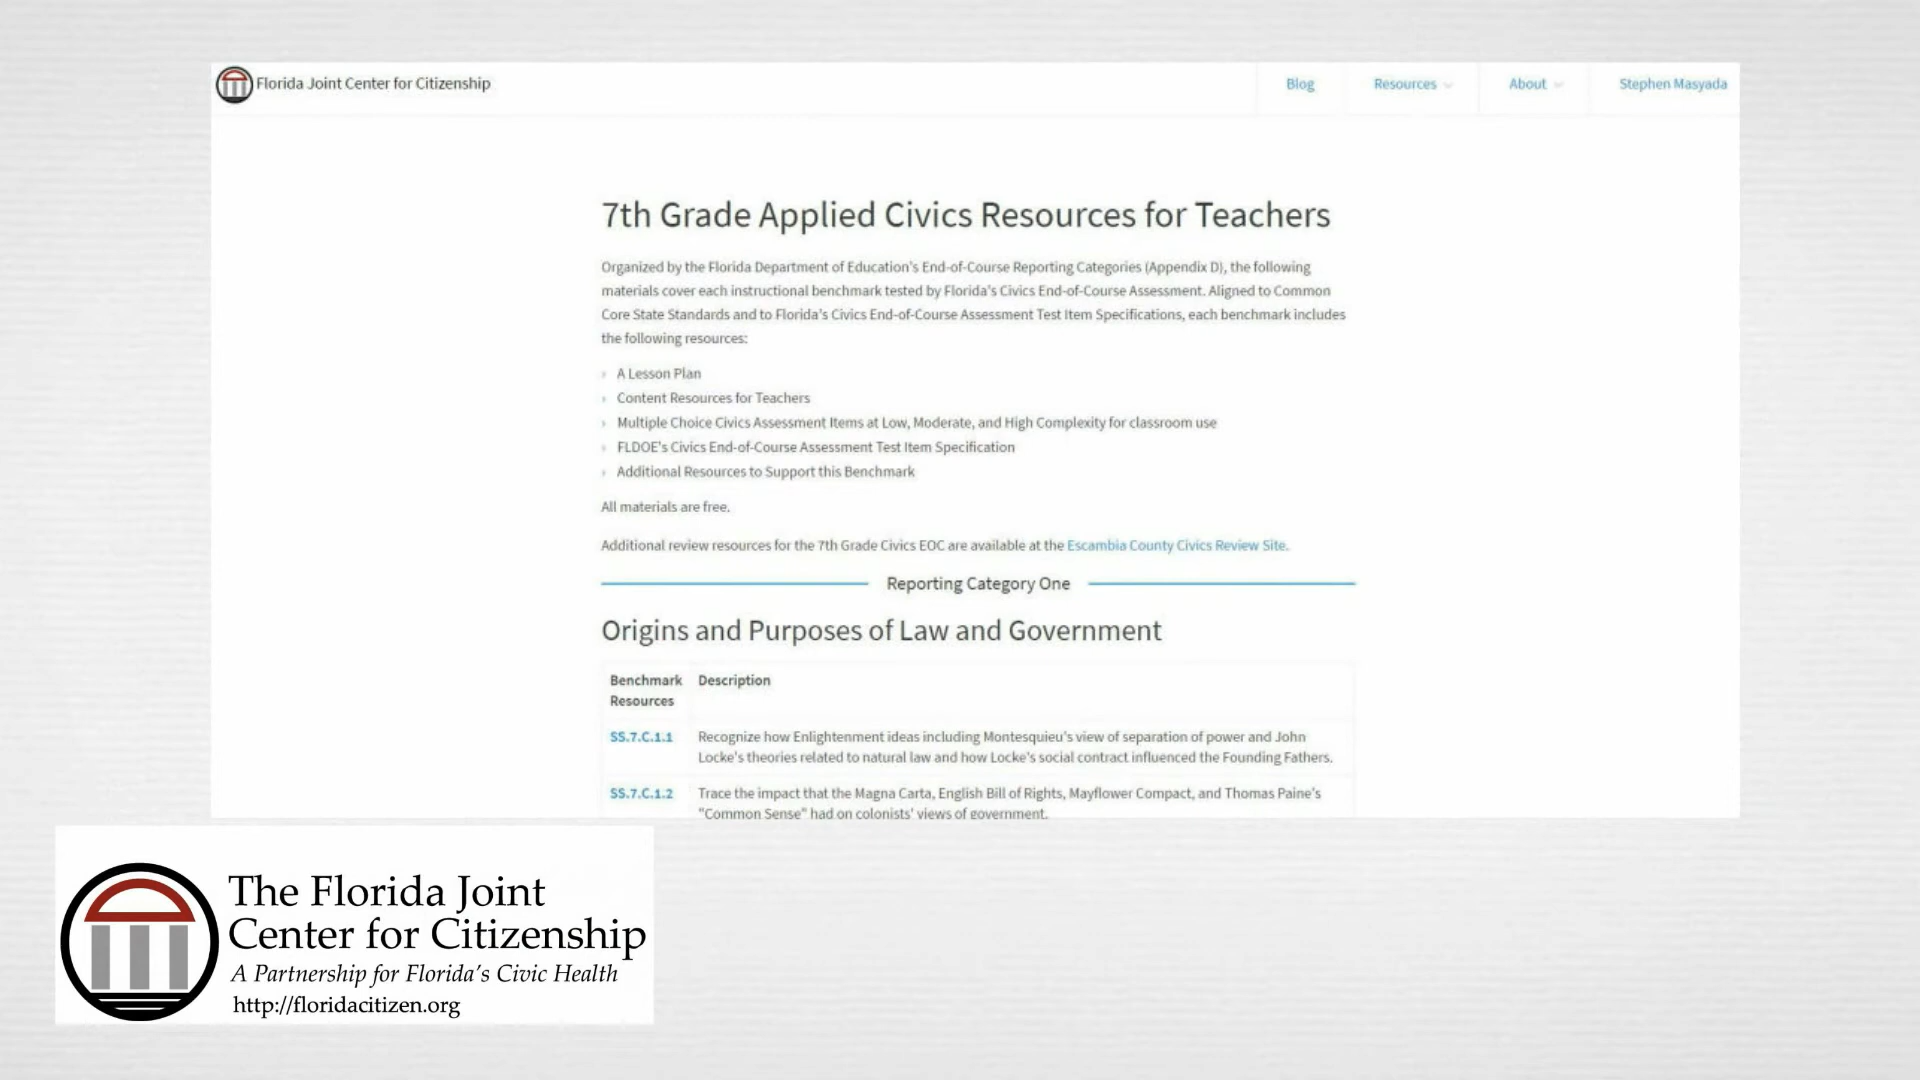 Florida Joint Center for Citizenship
Blog
Resources
About
Stephen Masyada
7th Grade Applied Civics Resources for Teachers
Organized by the Florida Department of Education's End-of-Course Reporting Categories (Appendix D), the following
materials cover each instructional benchmark tested by Florida's Civics End-of-Course Assessment. Aligned to Common
Core State Standards and to Florida's Civics End-of-Course Assessment Test Item Specifications, each benchmark includes
the following resources:
A Lesson Plan
Content Resources for Teachers
Multiple Choice Civics Assessment Items at Low, Moderate, and High Complexity for classroom use
FLDOE's Civics End-of-Course Assessment Test Item Specification
Additional Resources to Support this Benchmark
All materials are free.
Additional review resources for the 7th Grade Civics EOC are available at the Escambia County Civics Review Site.
Reporting Category One
Origins and Purposes of Law and Government
Benchmark Resources
Description
SS.7.C.1.1
Recognize how Enlightenment ideas including Montesquieu's view of separation of power and John
Locke's theories related to natural law and how Locke's social contract influenced the Founding Fathers.
SS.7.C.1.2
Trace the impact that the Magna Carta, English Bill of Rights, Mayflower Compact, and Thomas Paine's
"Common Sense" had on colonists' views of government.
The Florida Joint
Center for Citizenship
A Partnership for Florida's Civic Health
http://floridacitizen.org